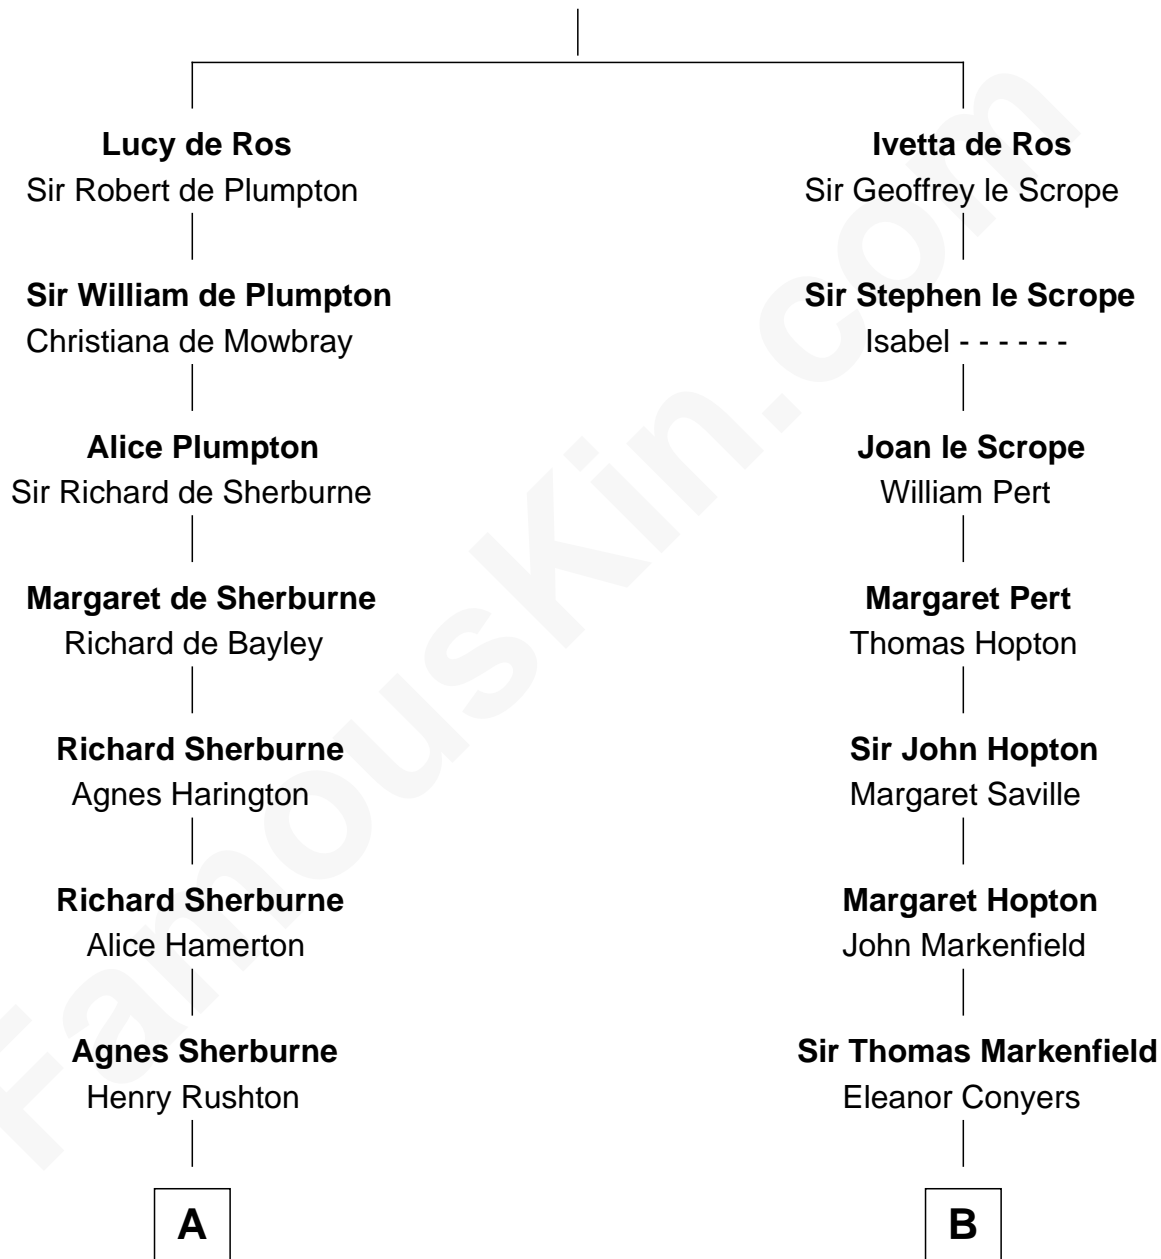 Lucy de Ros
Sir Robert de Plumpton
Sir William de Plumpton
Christiana de Mowbray
Alice Plumpton
Sir Richard de Sherburne
Margaret de Sherburne
Richard de Bayley
Richard Sherburne
Agnes Harington
Richard Sherburne
Alice Hamerton
Agnes Sherburne
Henry Rushton
A
Ivetta de Ros
Sir Geoffrey le Scrope
Sir Stephen le Scrope
Isabel - - - - - -
Joan le Scrope
William Pert
Margaret Pert
Thomas Hopton
Sir John Hopton
Margaret Saville
Margaret Hopton
John Markenfield
Sir Thomas Markenfield
Eleanor Conyers
B
FamousKin.com